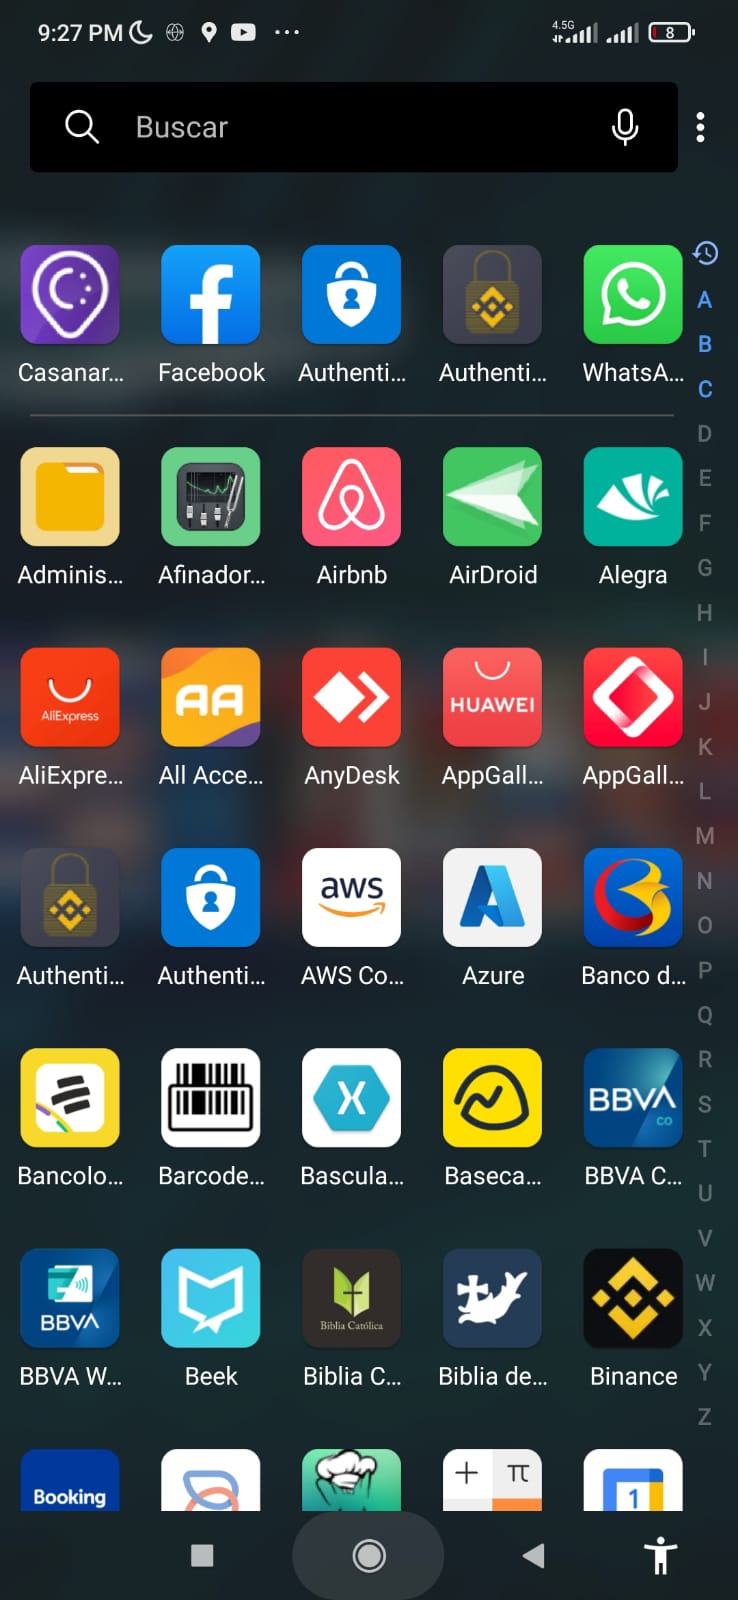 9:27 PM 4.5G 8
Buscar
Casanar... Facebook Authenti... Authenti... WhatsA...
A
B
C
D
E
F
G
H
I
J
K
L
M
N
O
P
Q
R
S
T
U
V
W
X
Y
Z
Adminis... Afinador... Airbnb AirDroid Alegra
AliExpress AA HUAWEI
AliExpre... All Acce... AnyDesk AppGall... AppGall...
aws
Authenti... Authenti... AWS Co... Azure Banco d...
BBVA
CO
Bancolo... Barcode... Bascula... Baseca... BBVA C...
BBVA Biblia Católica
BBVA W... Beek Biblia C... Biblia de... Binance
Booking + π 1